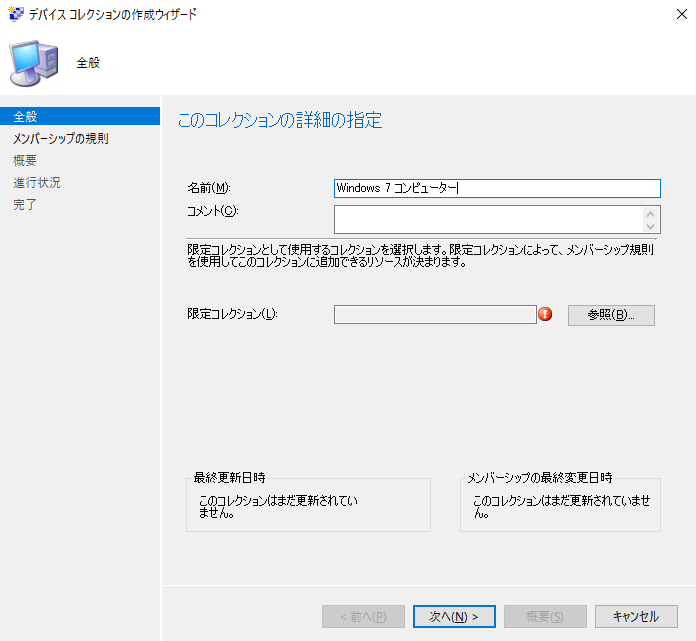 デバイス コレクションの作成ウィザード
全般
全般
メンバーシップの規則
概要
進行状況
完了
このコレクションの詳細の指定
名前(M):
Windows 7 コンピューター
コメント(C):
限定コレクションとして使用するコレクションを選択します。限定コレクションによって、メンバーシップ規則
を使用してこのコレクションに追加できるリソースが決まります。
限定コレクション(L):
参照(B)...
最終更新日時
このコレクションはまだ更新されてい
ません。
メンバーシップの最終変更日時
このコレクションはまだ更新されていませ
ん。
< 前へ(P)
次へ(N) >
概要(S)
キャンセル